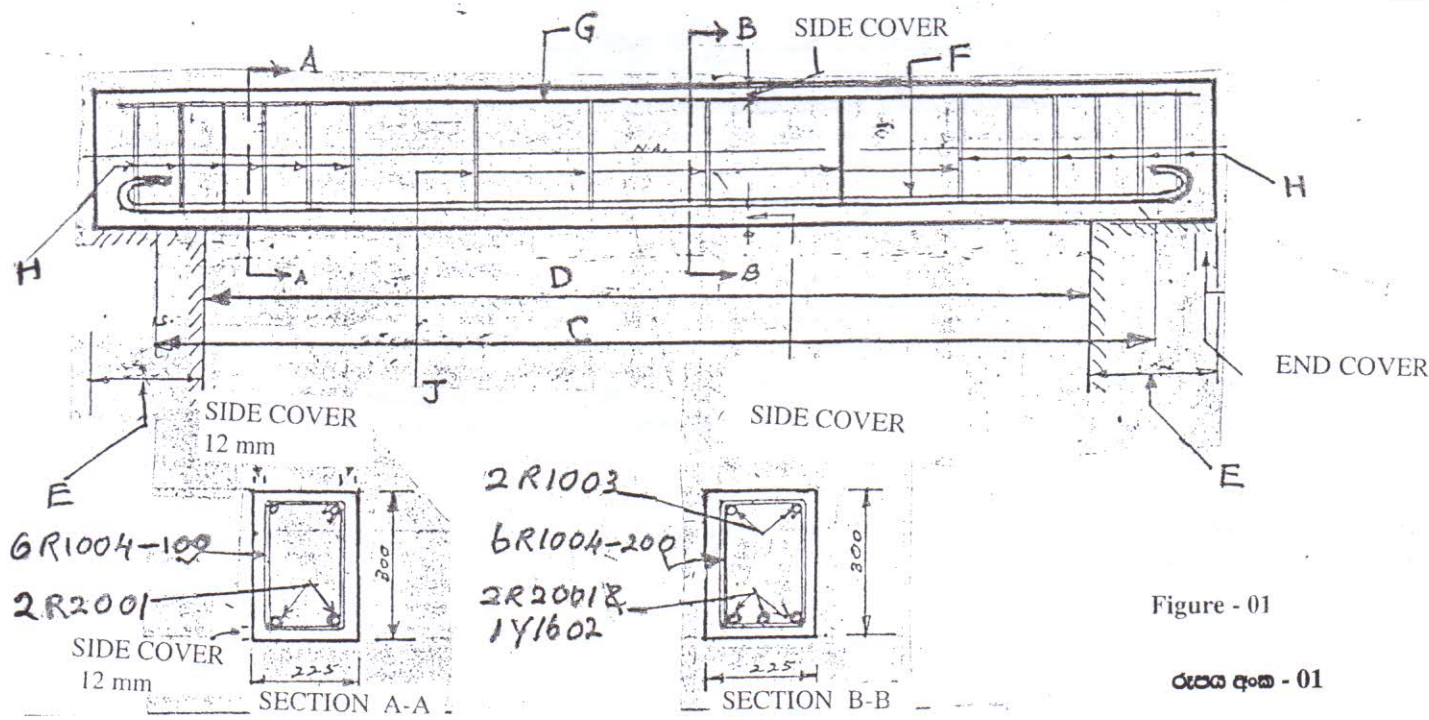 G
B
SIDE COVER
F
A
N.A.
H
H
A
B
D
C
J
END COVER
E
E
SIDE COVER
12 mm
SIDE COVER
6R1004-100
2R2001
300
SIDE COVER
12 mm
225
SECTION A-A
2R1003
6R1004-200
2R2001&
1Y1602
300
225
SECTION B-B
Figure - 01
රූපය අංක - 01